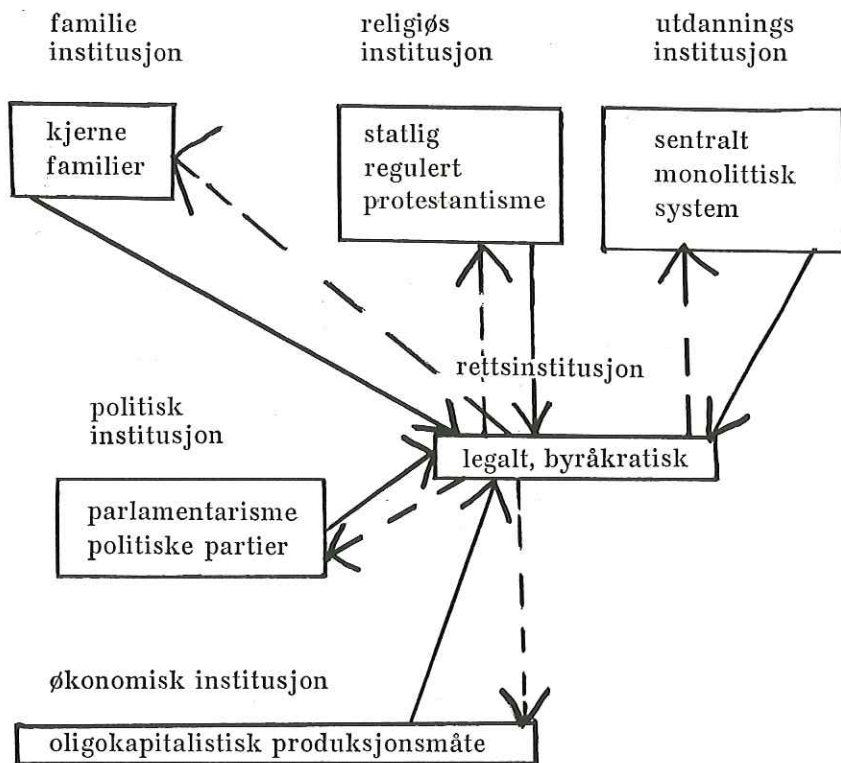 familie
institusjon
religiøs
institusjon
utdannings
institusjon
kjerne
familier
statlig
regulert
protestantisme
sentralt
monolittisk
system
rettsinstitusjon
politisk
institusjon
legalt, byråkratisk
parlamentarisme
politiske partier
økonomisk institusjon
oligokapitalistisk produksjonsmåte